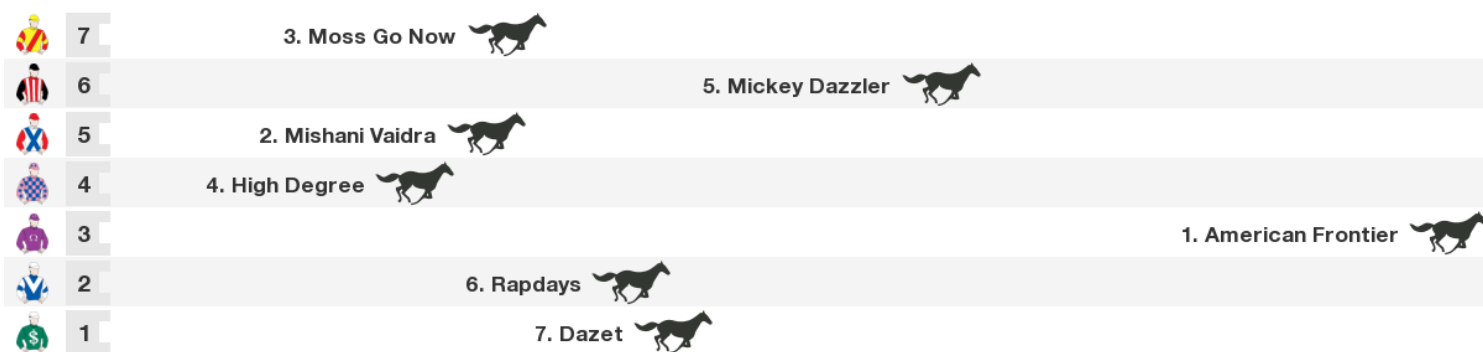 7 3. Moss Go Now
6 5. Mickey Dazzler
5 2. Mishani Vaidra
4 4. High Degree
3 1. American Frontier
2 6. Rapdays
$ 1 7. Dazet